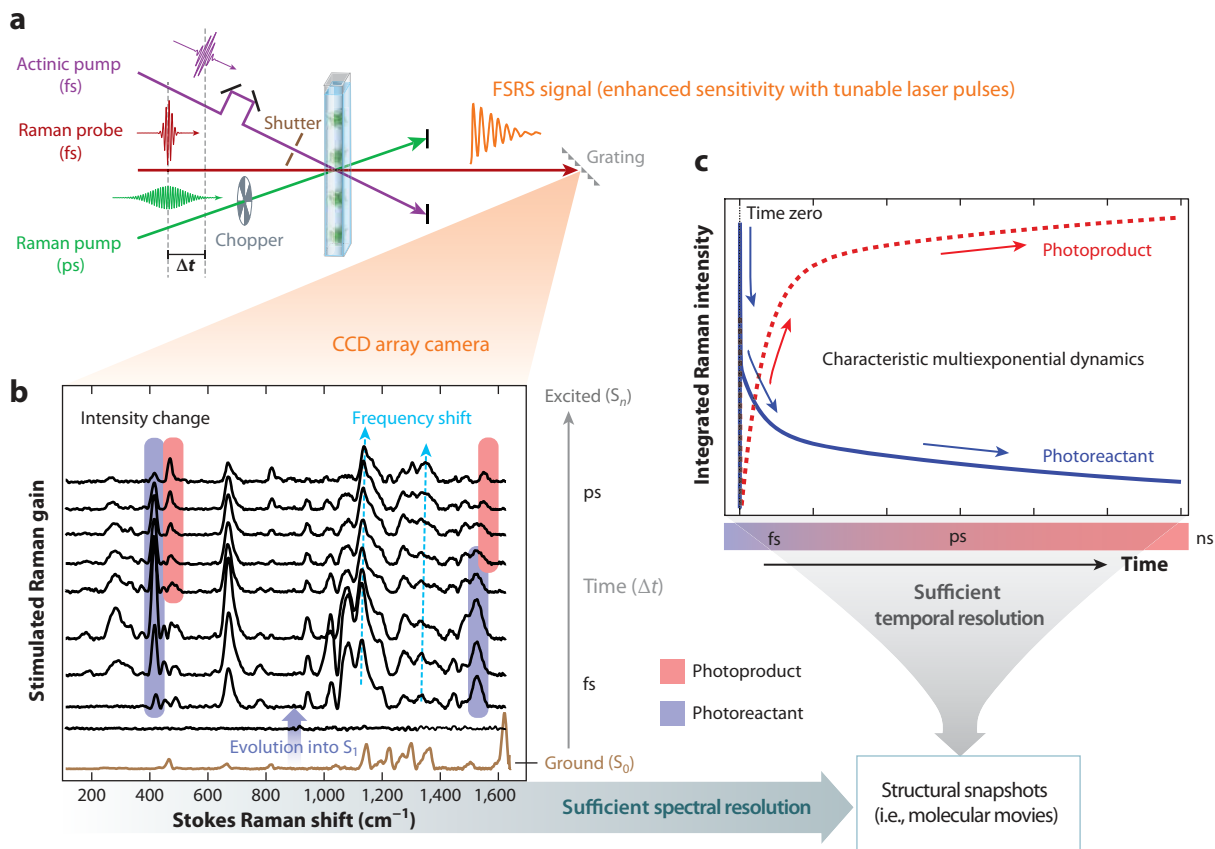 a
Actinic pump
(fs)
Raman probe
(fs)
Raman pump
(ps)
Δt
Shutter
Chopper
FSRS signal (enhanced sensitivity with tunable laser pulses)
Grating
CCD array camera
b
Intensity change
Frequency shift
Stimulated Raman gain
Evolution into S1
200
400
600
800
1,000
1,200
1,400
1,600
Stokes Raman shift (cm−1)
Excited (Sn)
ps
Time (Δt)
fs
Ground (S0)
Photoproduct
Photoreactant
c
Time zero
Photoproduct
Characteristic multiexponential dynamics
Photoreactant
Integrated Raman intensity
fs
ps
ns
Time
Sufficient
temporal resolution
Sufficient spectral resolution
Structural snapshots
(i.e., molecular movies)